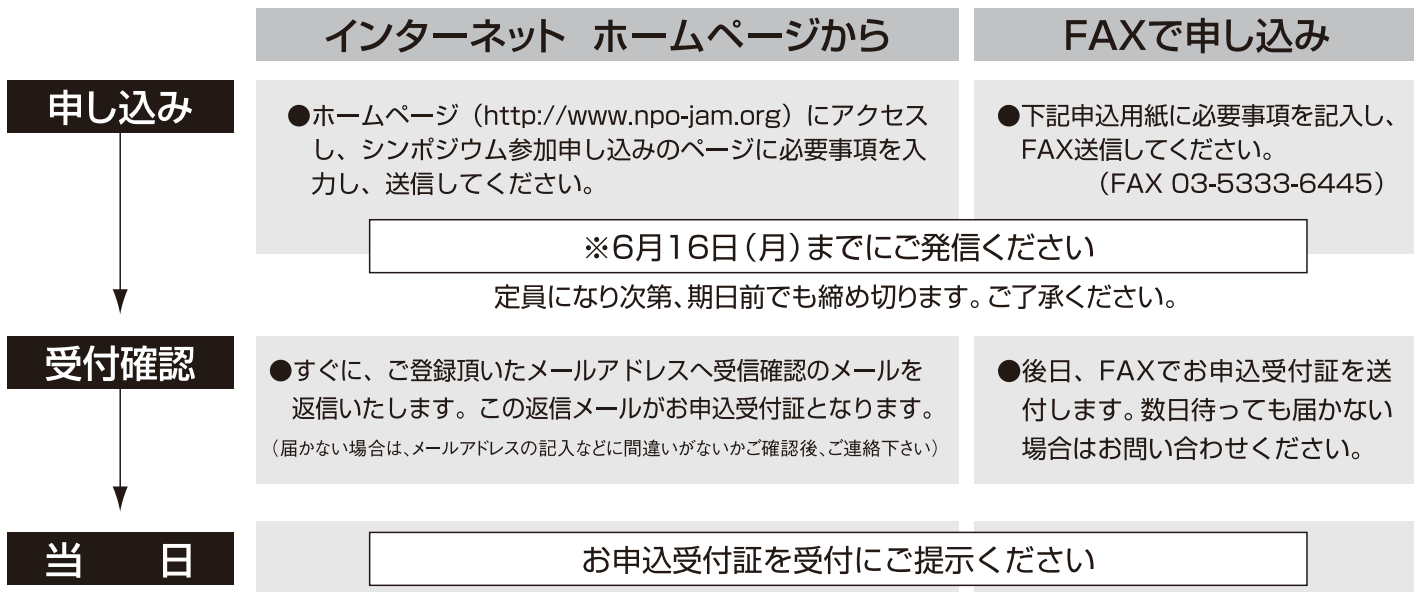 インターネット ホームページから
FAXで申し込み
申し込み
●ホームページ（http://www.npo-jam.org）にアクセス
し、シンポジウム参加申し込みのページに必要事項を入
力し、送信してください。
●下記申込用紙に必要事項を記入し、
FAX送信してください。
（FAX 03-5333-6445）
※6月16日（月）までにご発信ください
定員になり次第、期日前でも締め切ります。ご了承ください。
受付確認
●すぐに、ご登録頂いたメールアドレスへ受信確認のメールを
返信いたします。この返信メールがお申込受付証となります。
（届かない場合は、メールアドレスの記入などに間違いがないかご確認後、ご連絡下さい）
●後日、FAXでお申込受付証を送
付します。数日待っても届かない
場合はお問い合わせください。
当　　日
お申込受付証を受付にご提示ください